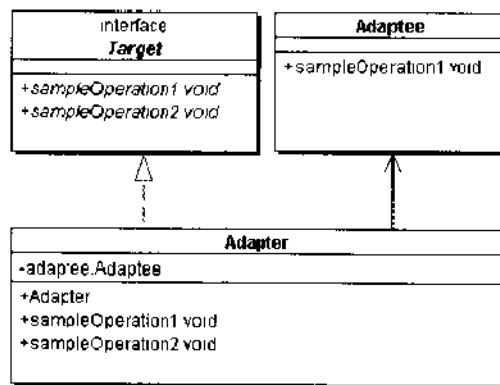 interface
Target
+sampleOperation1 void
+sampleOperation2 void
Adaptee
+sampleOperation1 void
Adapter
-adaptee.Adaptee
+Adapter
+sampleOperation1 void
+sampleOperation2 void